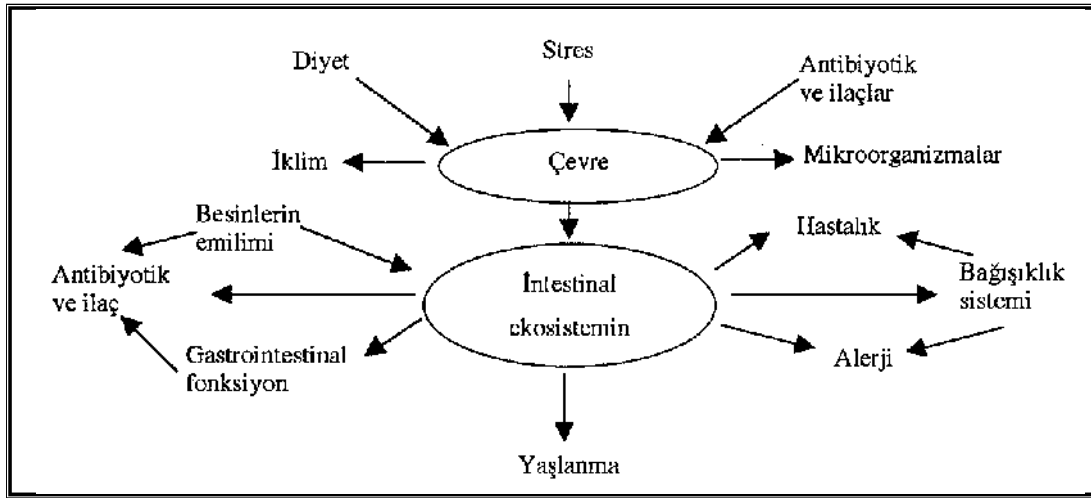 Diyet
Stres
Antibiyotik
ve ilaçlar
İklim
Çevre
Mikroorganizmalar
Besinlerin
emilimi
Hastalık
Antibiyotik
ve ilaç
İntestinal
ekosistemin
Bağışıklık
sistemi
Gastrointestinal
fonksiyon
Alerji
Yaşlanma